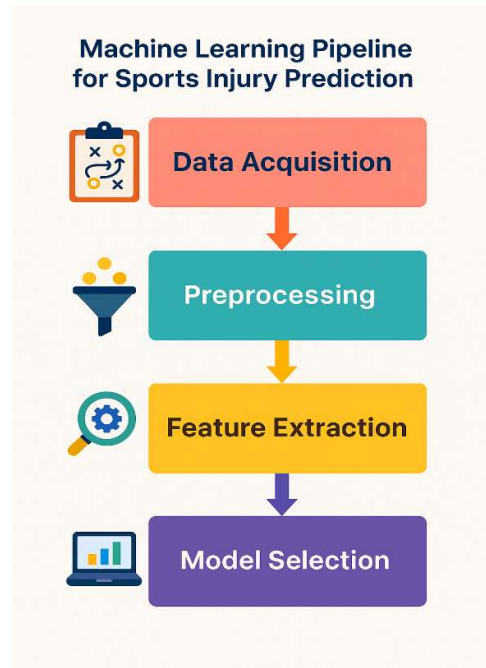 Machine Learning Pipeline
for Sports Injury Prediction
Data Acquisition
Preprocessing
Feature Extraction
Model Selection